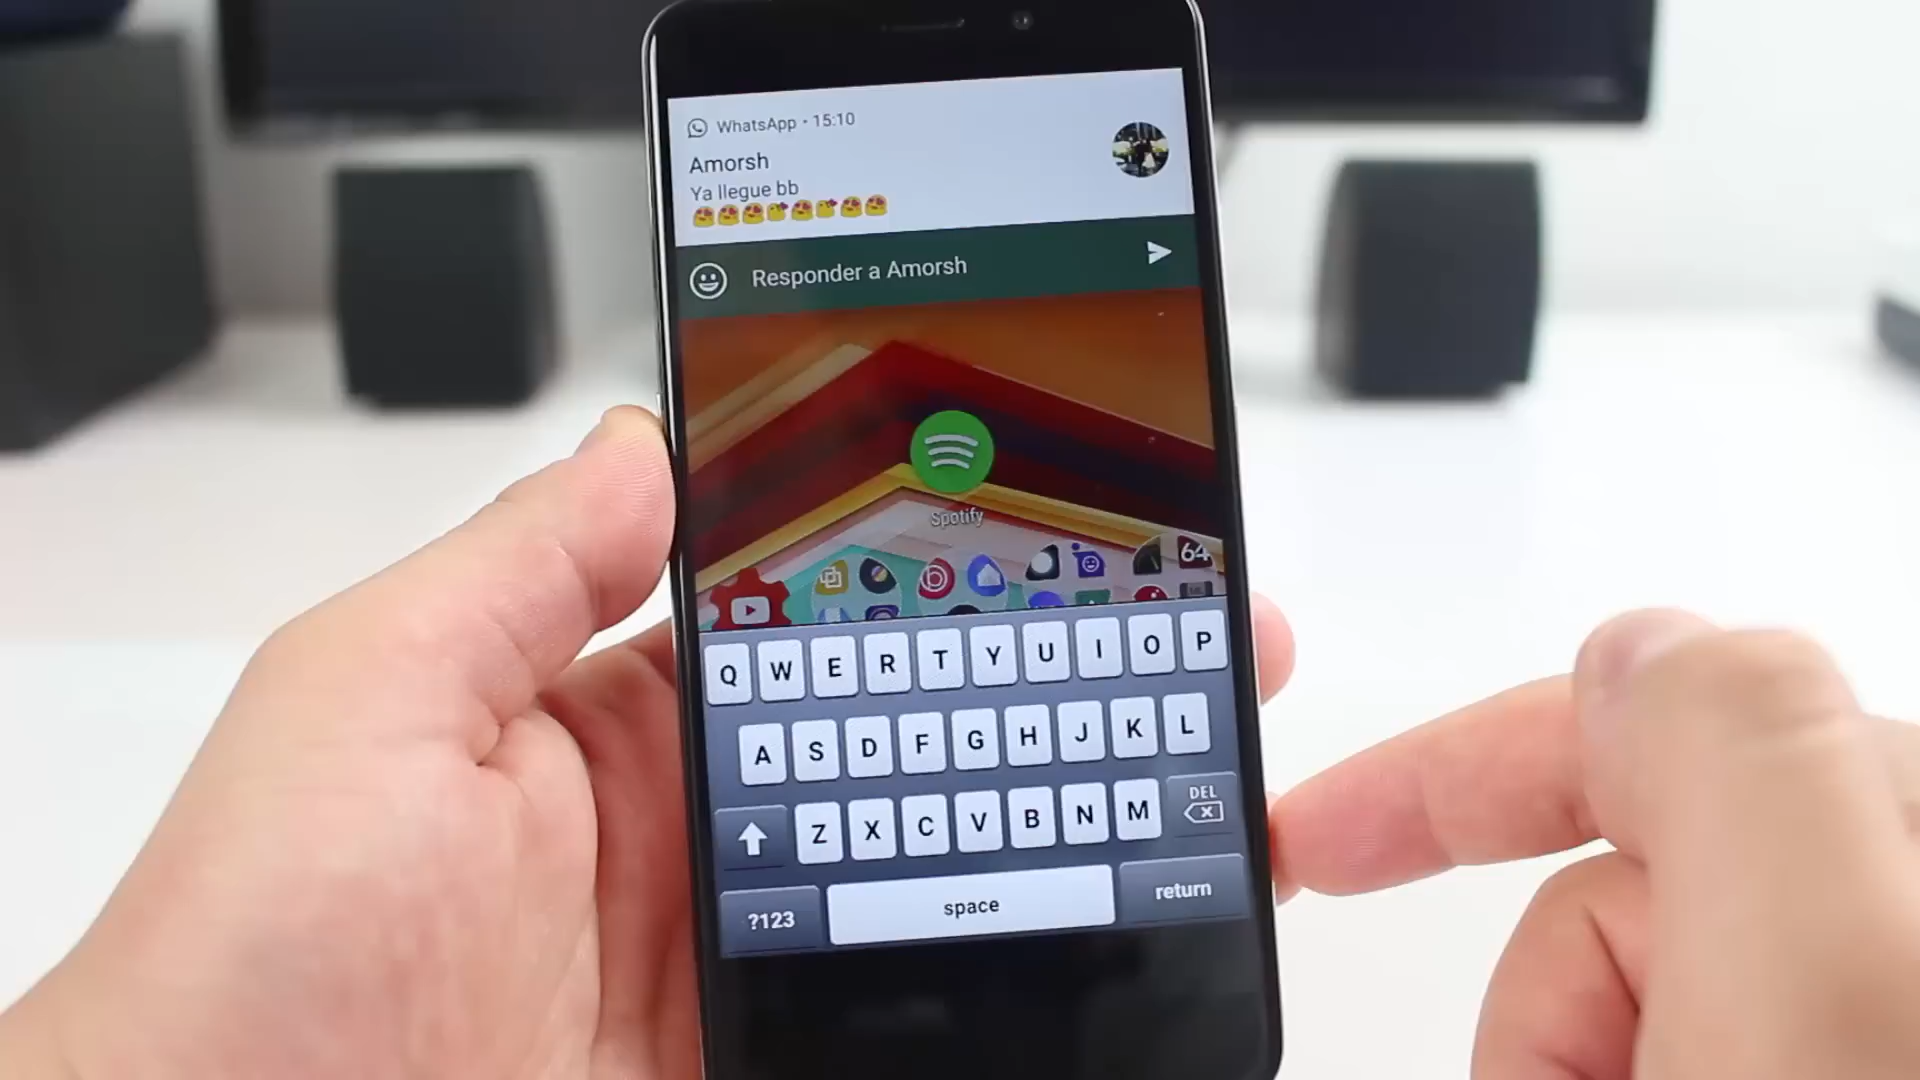 WhatsApp • 15:10
Amorsh
Ya llegue bb
😍😍😍😘😍😘😍😍
Responder a Amorsh
Spotify
64
Q W E R T Y U I O P
A S D F G H J K L
Z X C V B N M DEL
?123 space return